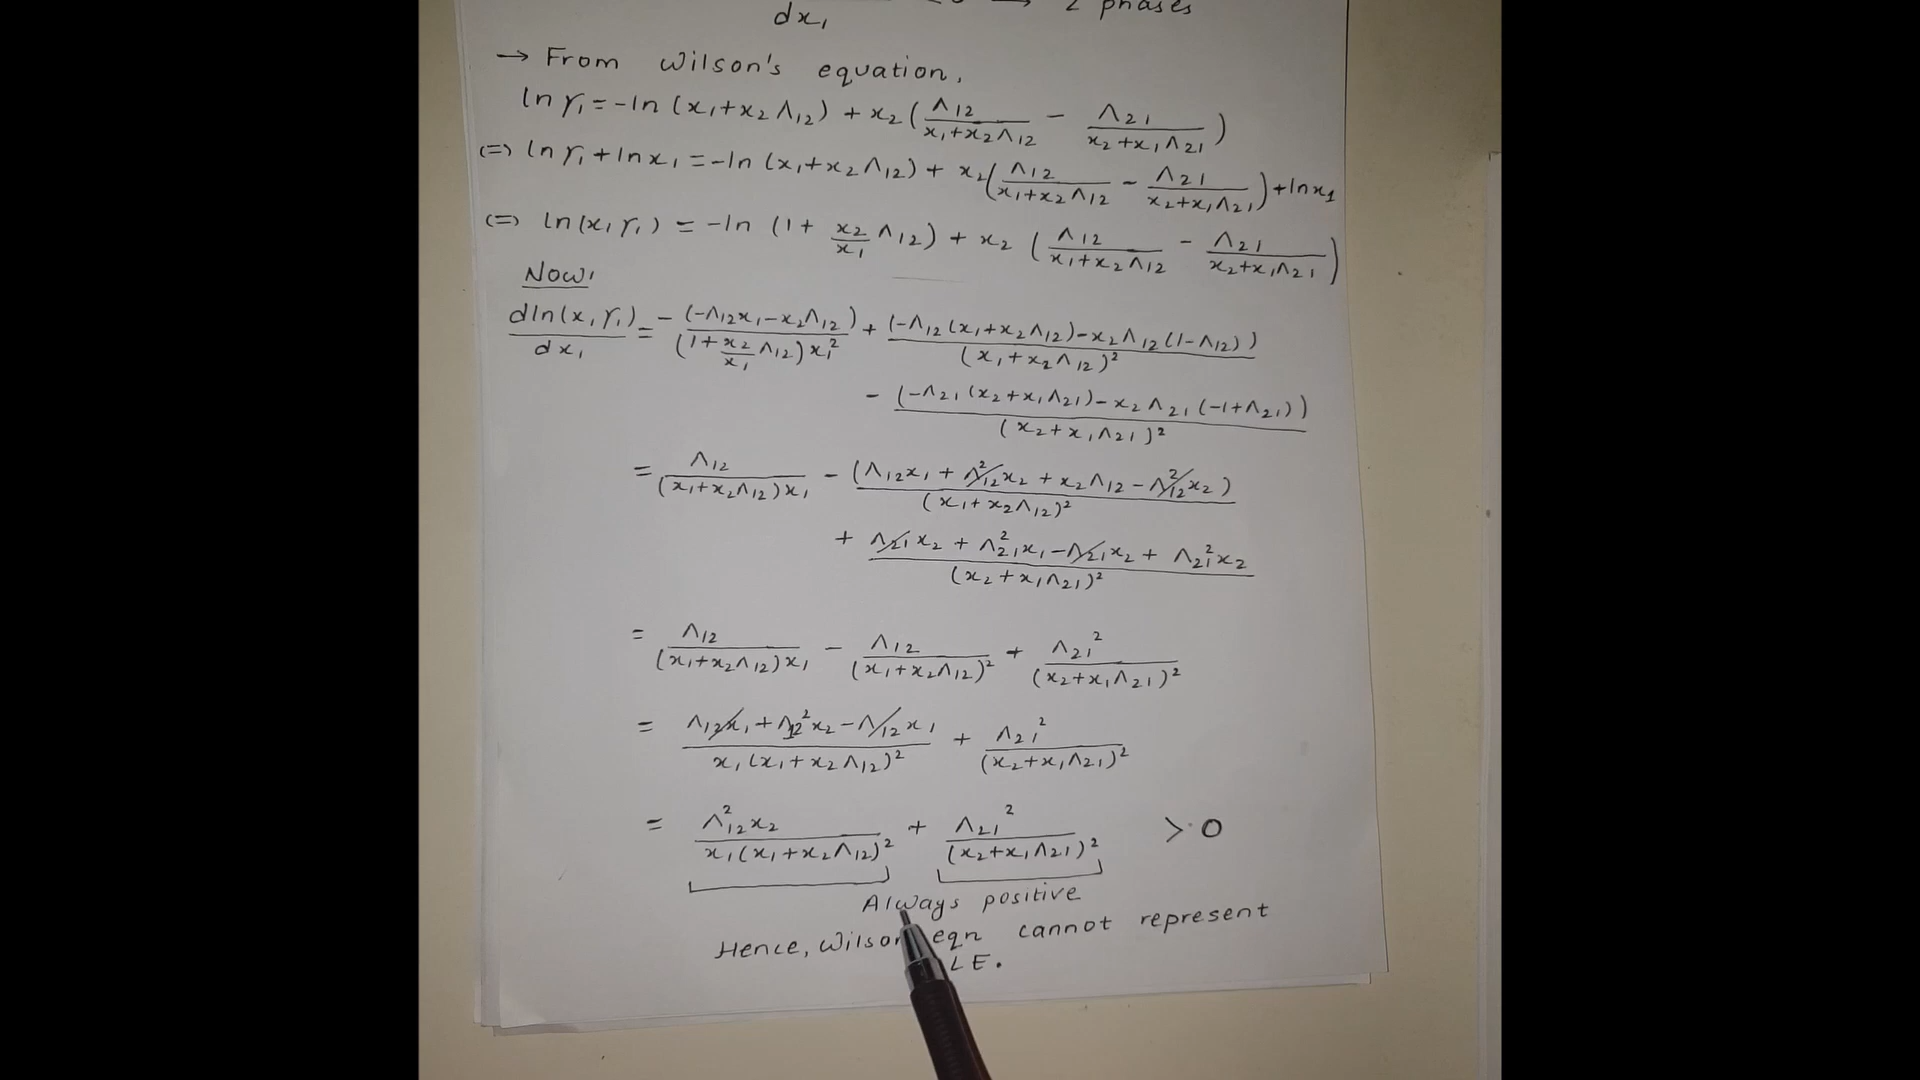 dx₁ → 2 phases
→ From Wilson's equation,
ln γ₁ = -ln (x₁+x₂ Λ₁₂) + x₂ ( Λ₁₂/(x₁+x₂Λ₁₂) - Λ₂₁/(x₂+x₁Λ₂₁) )
(=) ln γ₁ + ln x₁ = -ln (x₁+x₂Λ₁₂) + x₂ ( Λ₁₂/(x₁+x₂Λ₁₂) - Λ₂₁/(x₂+x₁Λ₂₁) ) + ln x₁
(=) ln(x₁γ₁) = -ln (1 + x₂/x₁ Λ₁₂) + x₂ ( Λ₁₂/(x₁+x₂Λ₁₂) - Λ₂₁/(x₂+x₁Λ₂₁) )
Now,
dln(x₁γ₁)/dx₁ = - (-Λ₁₂x₁-x₂Λ₁₂)/((1+x₂/x₁ Λ₁₂)x₁²) + (-Λ₁₂(x₁+x₂Λ₁₂)-x₂Λ₁₂(1-Λ₁₂))/(x₁+x₂Λ₁₂)²
- (-Λ₂₁(x₂+x₁Λ₂₁)-x₂Λ₂₁(-1+Λ₂₁))/(x₂+x₁Λ₂₁)²
= Λ₁₂/((x₁+x₂Λ₁₂)x₁) - (Λ₁₂x₁ + Λ₁₂²x₂ + x₂Λ₁₂ - Λ₁₂²x₂)/(x₁+x₂Λ₁₂)²
+ (Λ₂₁x₂ + Λ₂₁²x₁ - Λ₂₁x₂ + Λ₂₁²x₂)/(x₂+x₁Λ₂₁)²
= Λ₁₂/((x₁+x₂Λ₁₂)x₁) - Λ₁₂/(x₁+x₂Λ₁₂)² + Λ₂₁²/(x₂+x₁Λ₂₁)²
= (Λ₁₂x₁ + Λ₁₂²x₂ - Λ₁₂x₁)/(x₁(x₁+x₂Λ₁₂)²) + Λ₂₁²/(x₂+x₁Λ₂₁)²
= Λ₁₂²x₂/(x₁(x₁+x₂Λ₁₂)²) + Λ₂₁²/(x₂+x₁Λ₂₁)² > 0
Always positive
Hence, Wilson eqn cannot represent
LE.